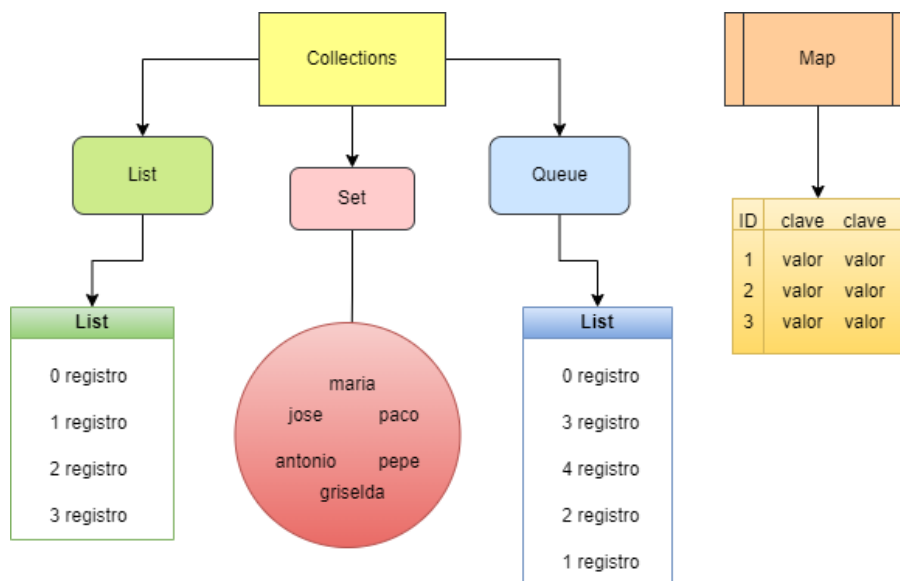 Collections
List
Set
Queue
List
0 registro
1 registro
2 registro
3 registro
maria
jose paco
antonio pepe
griselda
List
0 registro
3 registro
4 registro
2 registro
1 registro
Map
ID clave clave
1 valor valor
2 valor valor
3 valor valor